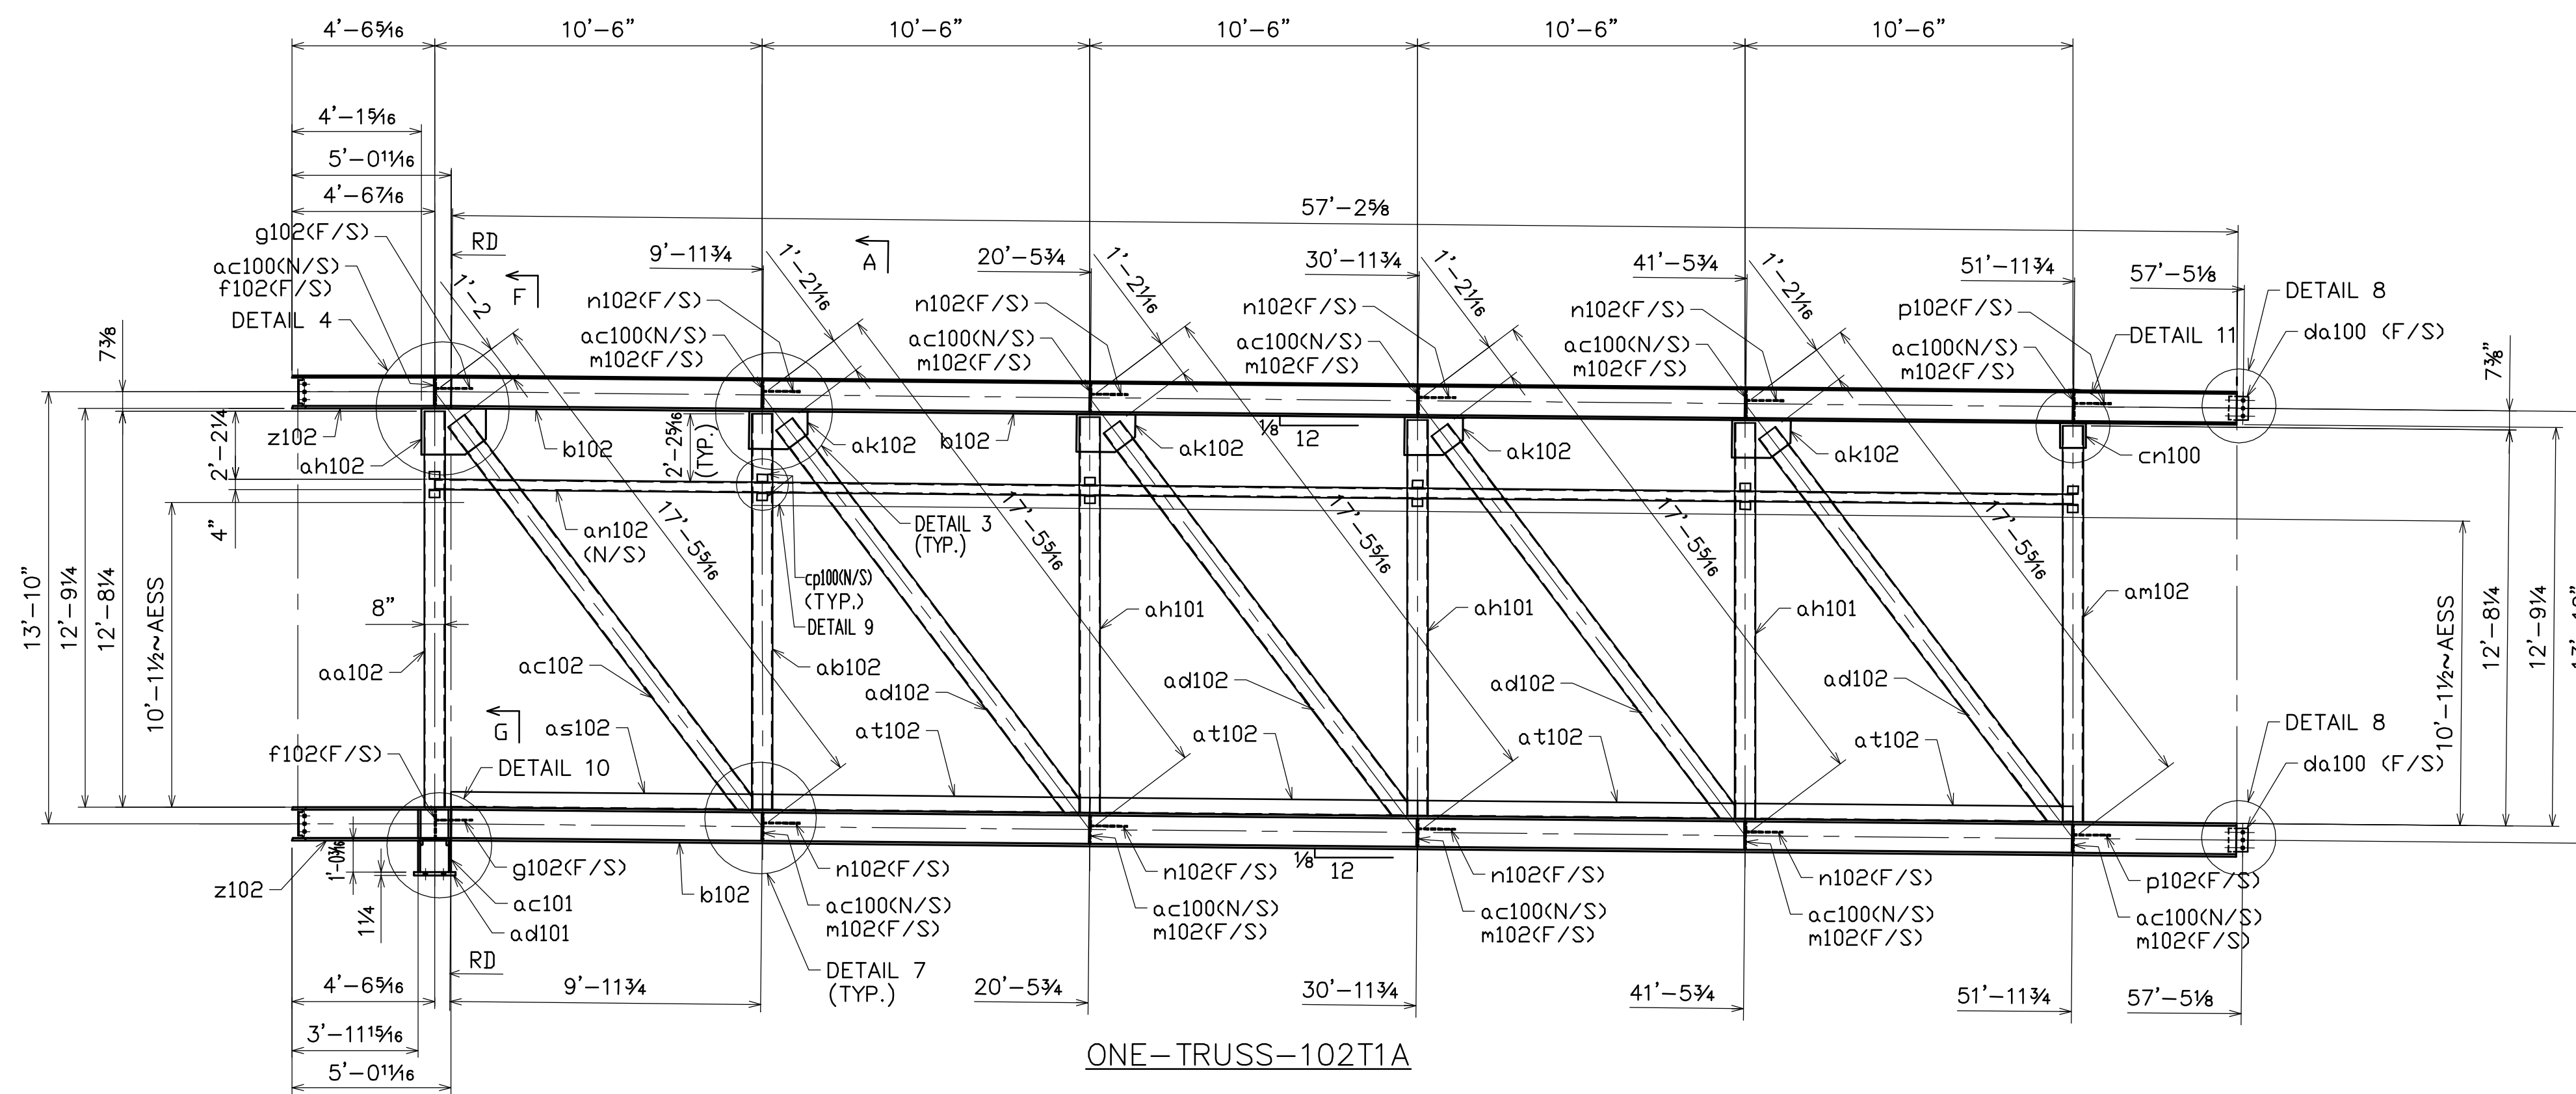 4'-6 5/16
10'-6"
10'-6"
10'-6"
10'-6"
10'-6"
4'-1 5/16
5'-0 11/16
4'-6 7/16
57'-2 5/8
g102(F/S)
RD
ac100(N/S)
f102(F/S)
F
1'-2
DETAIL 4
7 3/8
9'-11 3/4
1'-2 1/16
A
20'-5 3/4
1'-2 1/16
30'-11 3/4
1'-2 1/16
41'-5 3/4
1'-2 1/16
51'-11 3/4
57'-5 1/8
DETAIL 8
da100 (F/S)
n102(F/S)
ac100(N/S)
m102(F/S)
n102(F/S)
ac100(N/S)
m102(F/S)
n102(F/S)
ac100(N/S)
m102(F/S)
n102(F/S)
ac100(N/S)
m102(F/S)
p102(F/S)
DETAIL 11
ac100(N/S)
m102(F/S)
7 3/8"
z102
ah102
2'-2 1/4
b102
2'-2 5/16
(TYP.)
ak102
b102
ak102
1/8
12
ak102
ak102
cn100
4"
an102
(N/S)
17'-5 5/16
DETAIL 3
(TYP.)
17'-5 5/16
17'-5 5/16
17'-5 5/16
17'-5 5/16
13'-10"
12'-9 1/4
12'-8 1/4
10'-1 1/2~AESS
8"
cp100(N/S)
(TYP.)
DETAIL 9
ah101
ah101
ah101
am102
10'-1 1/2~AESS
12'-8 1/4
12'-9 1/4
aa102
ac102
ab102
ad102
ad102
ad102
ad102
G
as102
at102
at102
at102
at102
f102(F/S)
DETAIL 10
DETAIL 8
da100 (F/S)
1'-0 3/16
1 1/4
z102
g102(F/S)
ac101
ad101
b102
RD
n102(F/S)
ac100(N/S)
m102(F/S)
DETAIL 7
(TYP.)
n102(F/S)
ac100(N/S)
m102(F/S)
1/8
12
n102(F/S)
ac100(N/S)
m102(F/S)
n102(F/S)
ac100(N/S)
m102(F/S)
p102(F/S)
ac100(N/S)
m102(F/S)
4'-6 5/16
9'-11 3/4
20'-5 3/4
30'-11 3/4
41'-5 3/4
51'-11 3/4
57'-5 1/8
3'-11 15/16
5'-0 11/16
ONE-TRUSS-102T1A